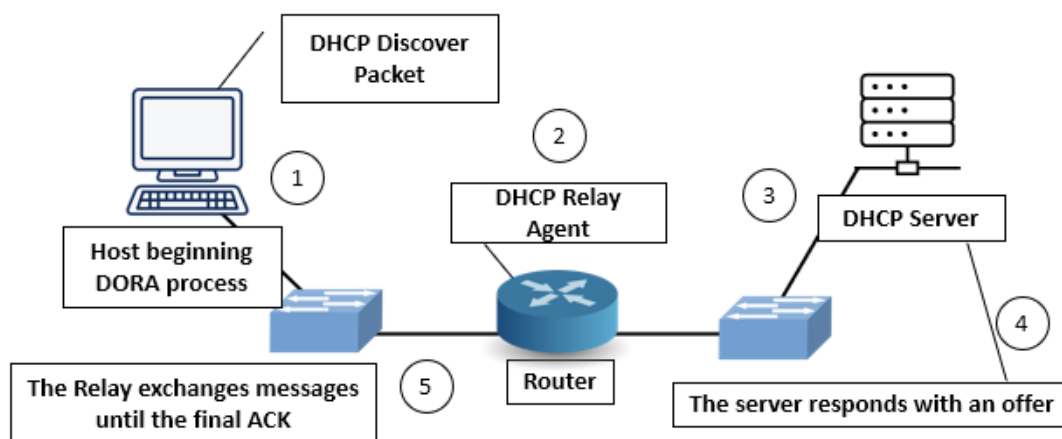 DHCP Discover
Packet
1
2
DHCP Relay
Agent
3
DHCP Server
Host beginning
DORA process
4
The Relay exchanges messages
until the final ACK
5
Router
The server responds with an offer